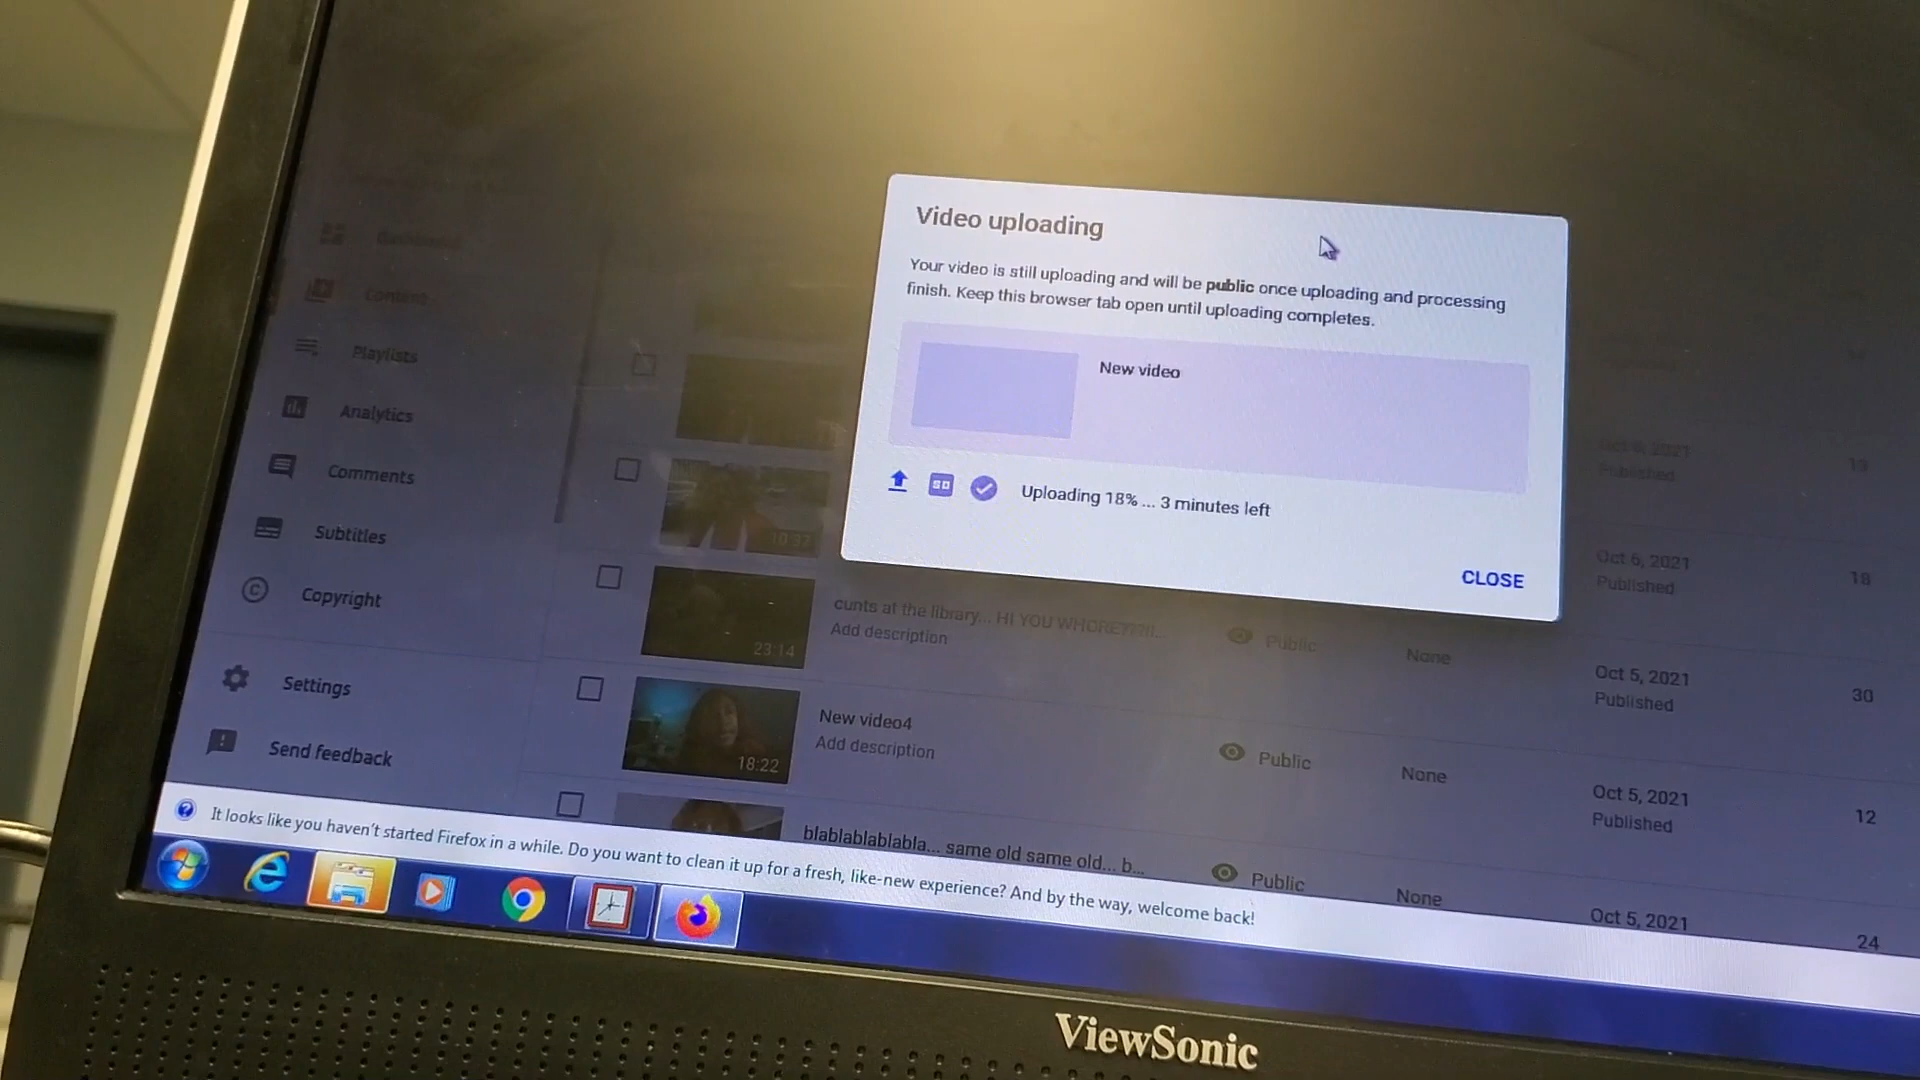 Video uploading
Your video is still uploading and will be public once uploading and processing
finish. Keep this browser tab open until uploading completes.
New video
Uploading 18% ... 3 minutes left
CLOSE
Dashboard
Content
Playlists
Analytics
Comments
Subtitles
Copyright
Settings
Send feedback
10:37
Published
19
Oct 6, 2021
Published
18
23:14
cunts at the library... HI YOU WHORE???!!...
Add description
Public
None
Oct 5, 2021
Published
30
18:22
New video4
Add description
Public
None
Oct 5, 2021
Published
12
blablablablabla... same old same old... b...
Public
None
Oct 5, 2021
24
It looks like you haven't started Firefox in a while. Do you want to clean it up for a fresh, like-new experience? And by the way, welcome back!
ViewSonic